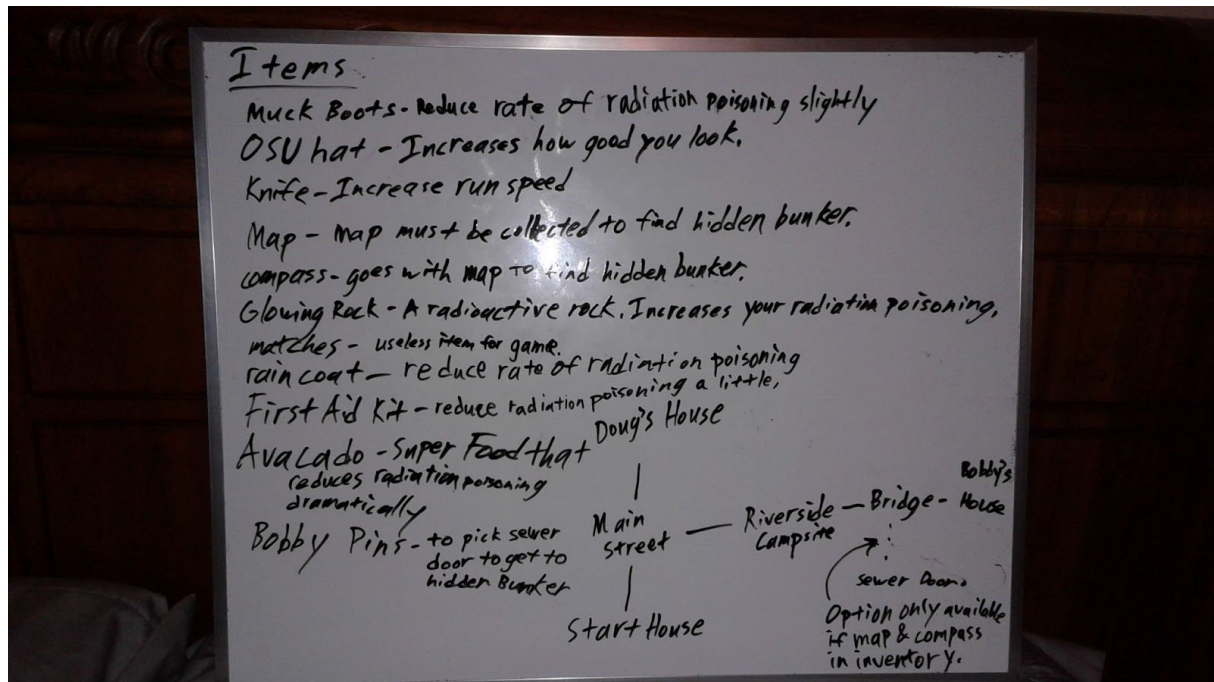 Items
Muck Boots - Reduce rate of radiation poisoning slightly
OSU hat - Increases how good you look.
Knife - Increase run speed
Map - map must be collected to find hidden bunker.
compass - goes with map to find hidden bunker.
Glowing Rock - A radioactive rock. Increases your radiation poisoning.
matches - useless item for game.
rain coat - reduce rate of radiation poisoning
First Aid Kit - reduce radiation poisoning a little.
Avacado - Super Food that
reduces radiation poisoning
dramatically
Bobby Pins - to pick sewer
door to get to
hidden Bunker
Doug's House
Main
street
Start House
Riverside
Campsite
Bridge
Bobby's
House
sewer Door.
Option only available
if map & compass
in inventory.